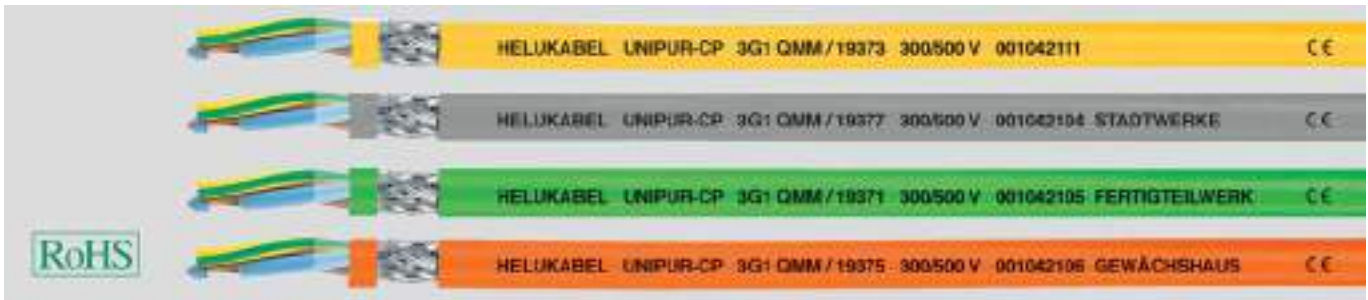 HELUKABEL UNIPUR-CP 3G1 QMM / 19373 300/500 V 001042111 CE
HELUKABEL UNIPUR-CP 3G1 QMM / 19377 300/500 V 001042104 STADTWERKE CE
HELUKABEL UNIPUR-CP 3G1 QMM / 19371 300/500 V 001042105 FERTIGTEILWERK CE
RoHS
HELUKABEL UNIPUR-CP 3G1 QMM / 19375 300/500 V 001042106 GEWÄCHSHAUS CE